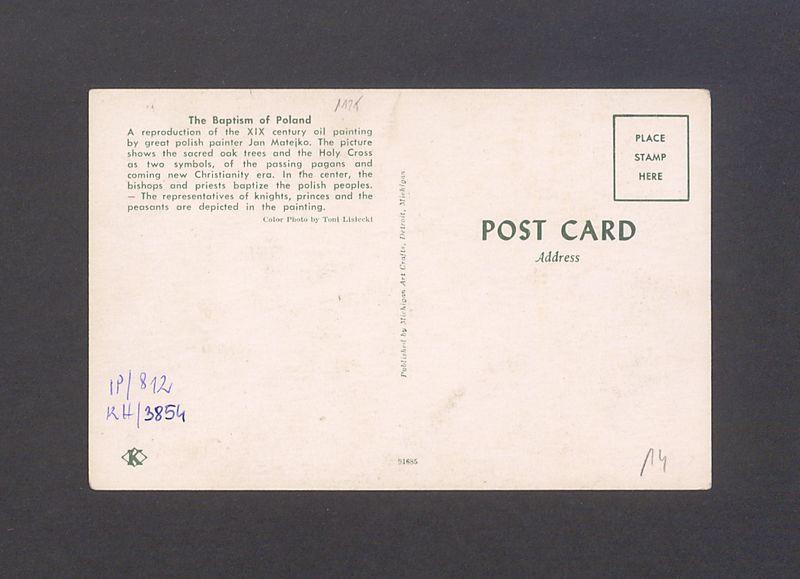 The Baptism of Poland
A reproduction of the XIX century oil painting
by great polish painter Jan Matejko. The picture
shows the sacred oak trees and the Holy Cross
as two symbols, of the passing pagans and
coming new Christianity era. In the center, the
bishops and priests baptize the polish peoples.
— The representatives of knights, princes and the
peasants are depicted in the painting.
Color Photo by Toni Lisiecki
IP/812
KH/3854
K
Published by Michigan Art Crafts, Detroit, Michigan
91685
PLACE
STAMP
HERE
POST CARD
Address
/14